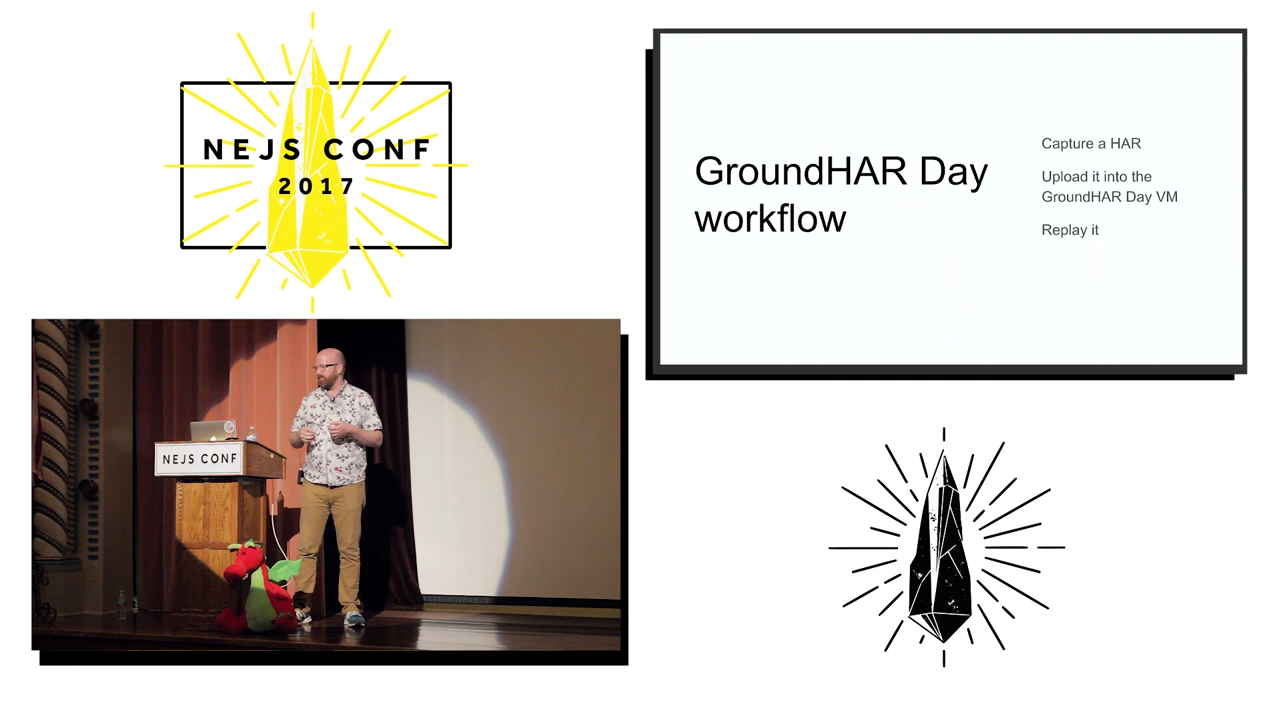 NEJS CONF
2017
GroundHAR Day
workflow
Capture a HAR
Upload it into the
GroundHAR Day VM
Replay it
NEJS CONF